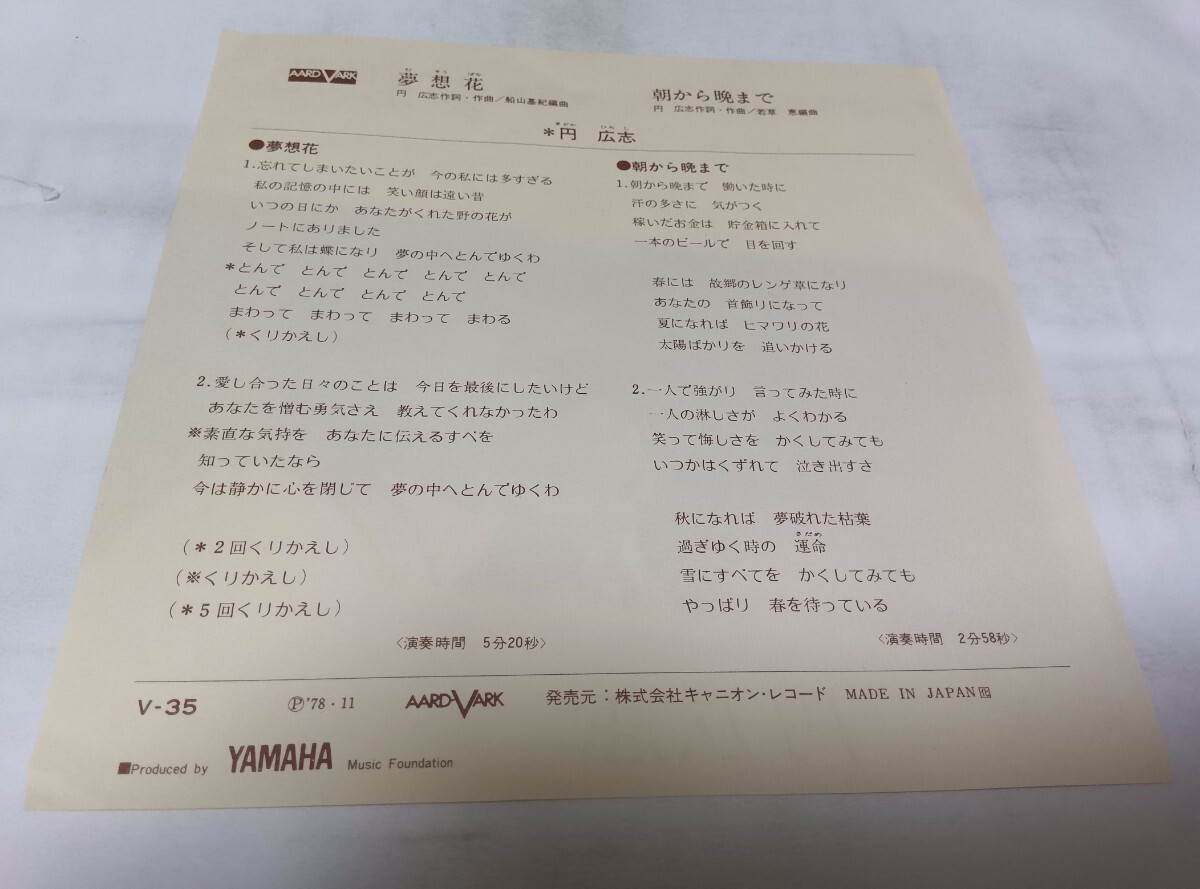 AARDVARK
夢想花
む そう ばな
円 広志作詞・作曲/船山基紀編曲
朝から晩まで
円 広志作詞・作曲/若草 恵編曲
＊円 広志
まどか ひろし
●夢想花
1.忘れてしまいたいことが 今の私には多すぎる
私の記憶の中には 笑い顔は遠い昔
いつの日にか あなたがくれた野の花が
ノートにありました
そして私は蝶になり 夢の中へとんでゆくわ
＊とんで とんで とんで とんで とんで
とんで とんで とんで とんで
まわって まわって まわって まわる
(＊くりかえし)
2.愛し合った日々のことは 今日を最後にしたいけど
あなたを憎む勇気さえ 教えてくれなかったわ
※素直な気持を あなたに伝えるすべを
知っていたなら
今は静かに心を閉じて 夢の中へとんでゆくわ
(＊2回くりかえし)
(※くりかえし)
(＊5回くりかえし)
〈演奏時間 5分20秒〉
●朝から晩まで
1.朝から晩まで 働いた時に
汗の多さに 気がつく
稼いだお金は 貯金箱に入れて
一本のビールで 目を回す
春には 故郷のレンゲ草になり
あなたの 首飾りになって
夏になれば ヒマワリの花
太陽ばかりを 追いかける
2.一人で強がり 言ってみた時に
一人の淋しさが よくわかる
笑って悔しさを かくしてみても
いつかはくずれて 泣き出すさ
秋になれば 夢破れた枯葉
過ぎゆく時の 運命
さだめ
雪にすべてを かくしてみても
やっぱり 春を待っている
〈演奏時間 2分58秒〉
V-35
Ⓟ'78・11
AARDVARK
発売元：株式会社キャニオン・レコード MADE IN JAPAN
■Produced by YAMAHA Music Foundation